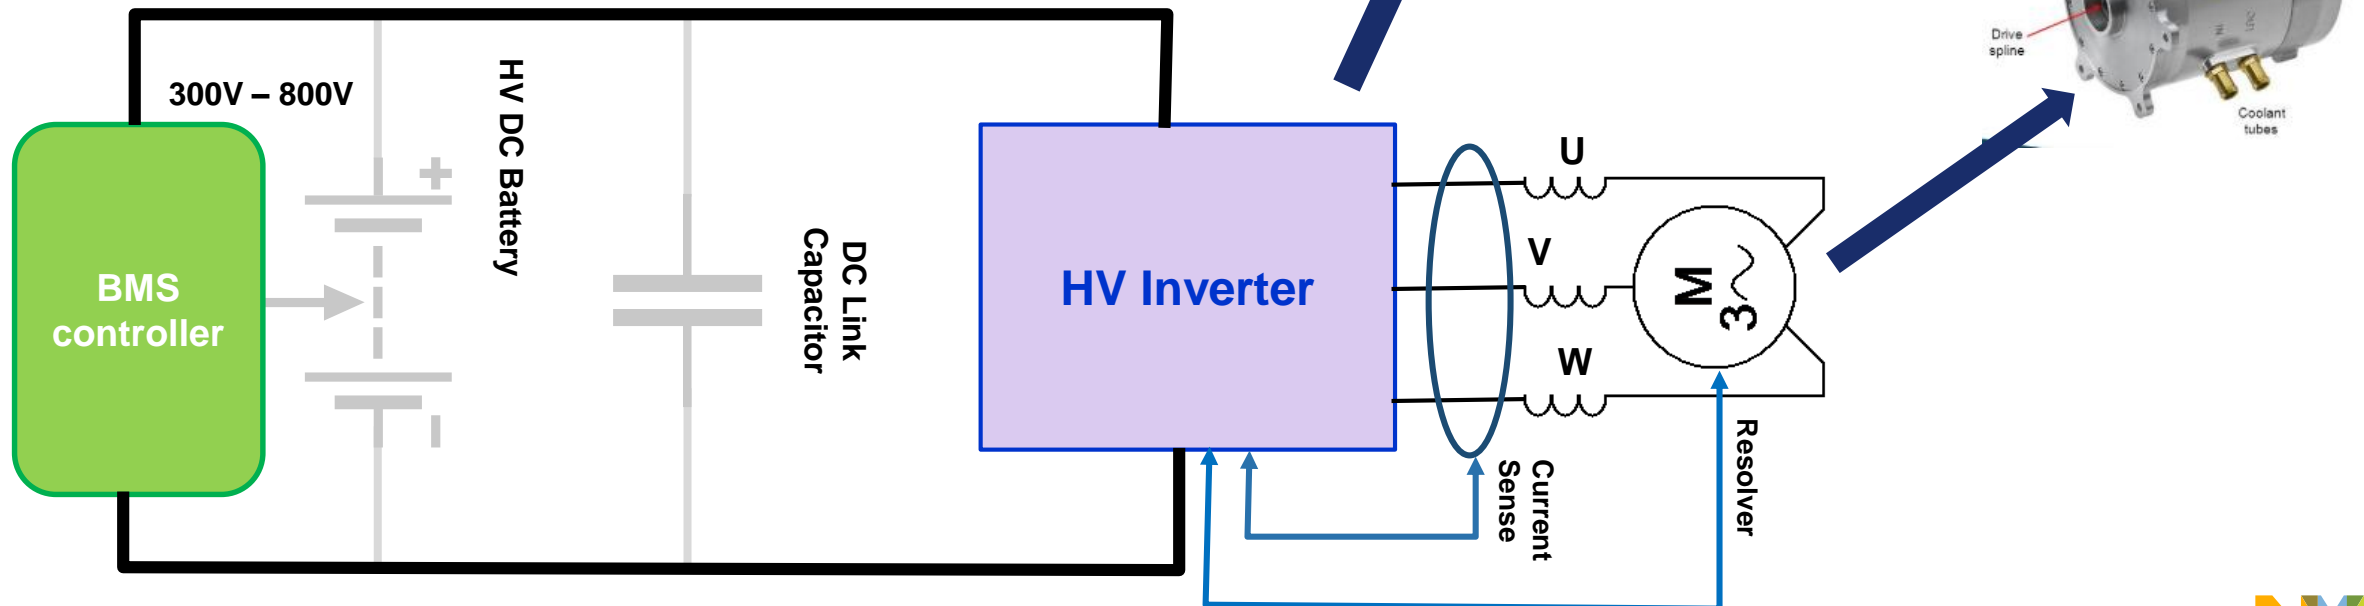 Drive
spline
Coolant
tubes
300V – 800V
HV DC Battery
BMS
controller
DC Link
Capacitor
HV Inverter
U
V
W
M
3
Current
Sense
Resolver